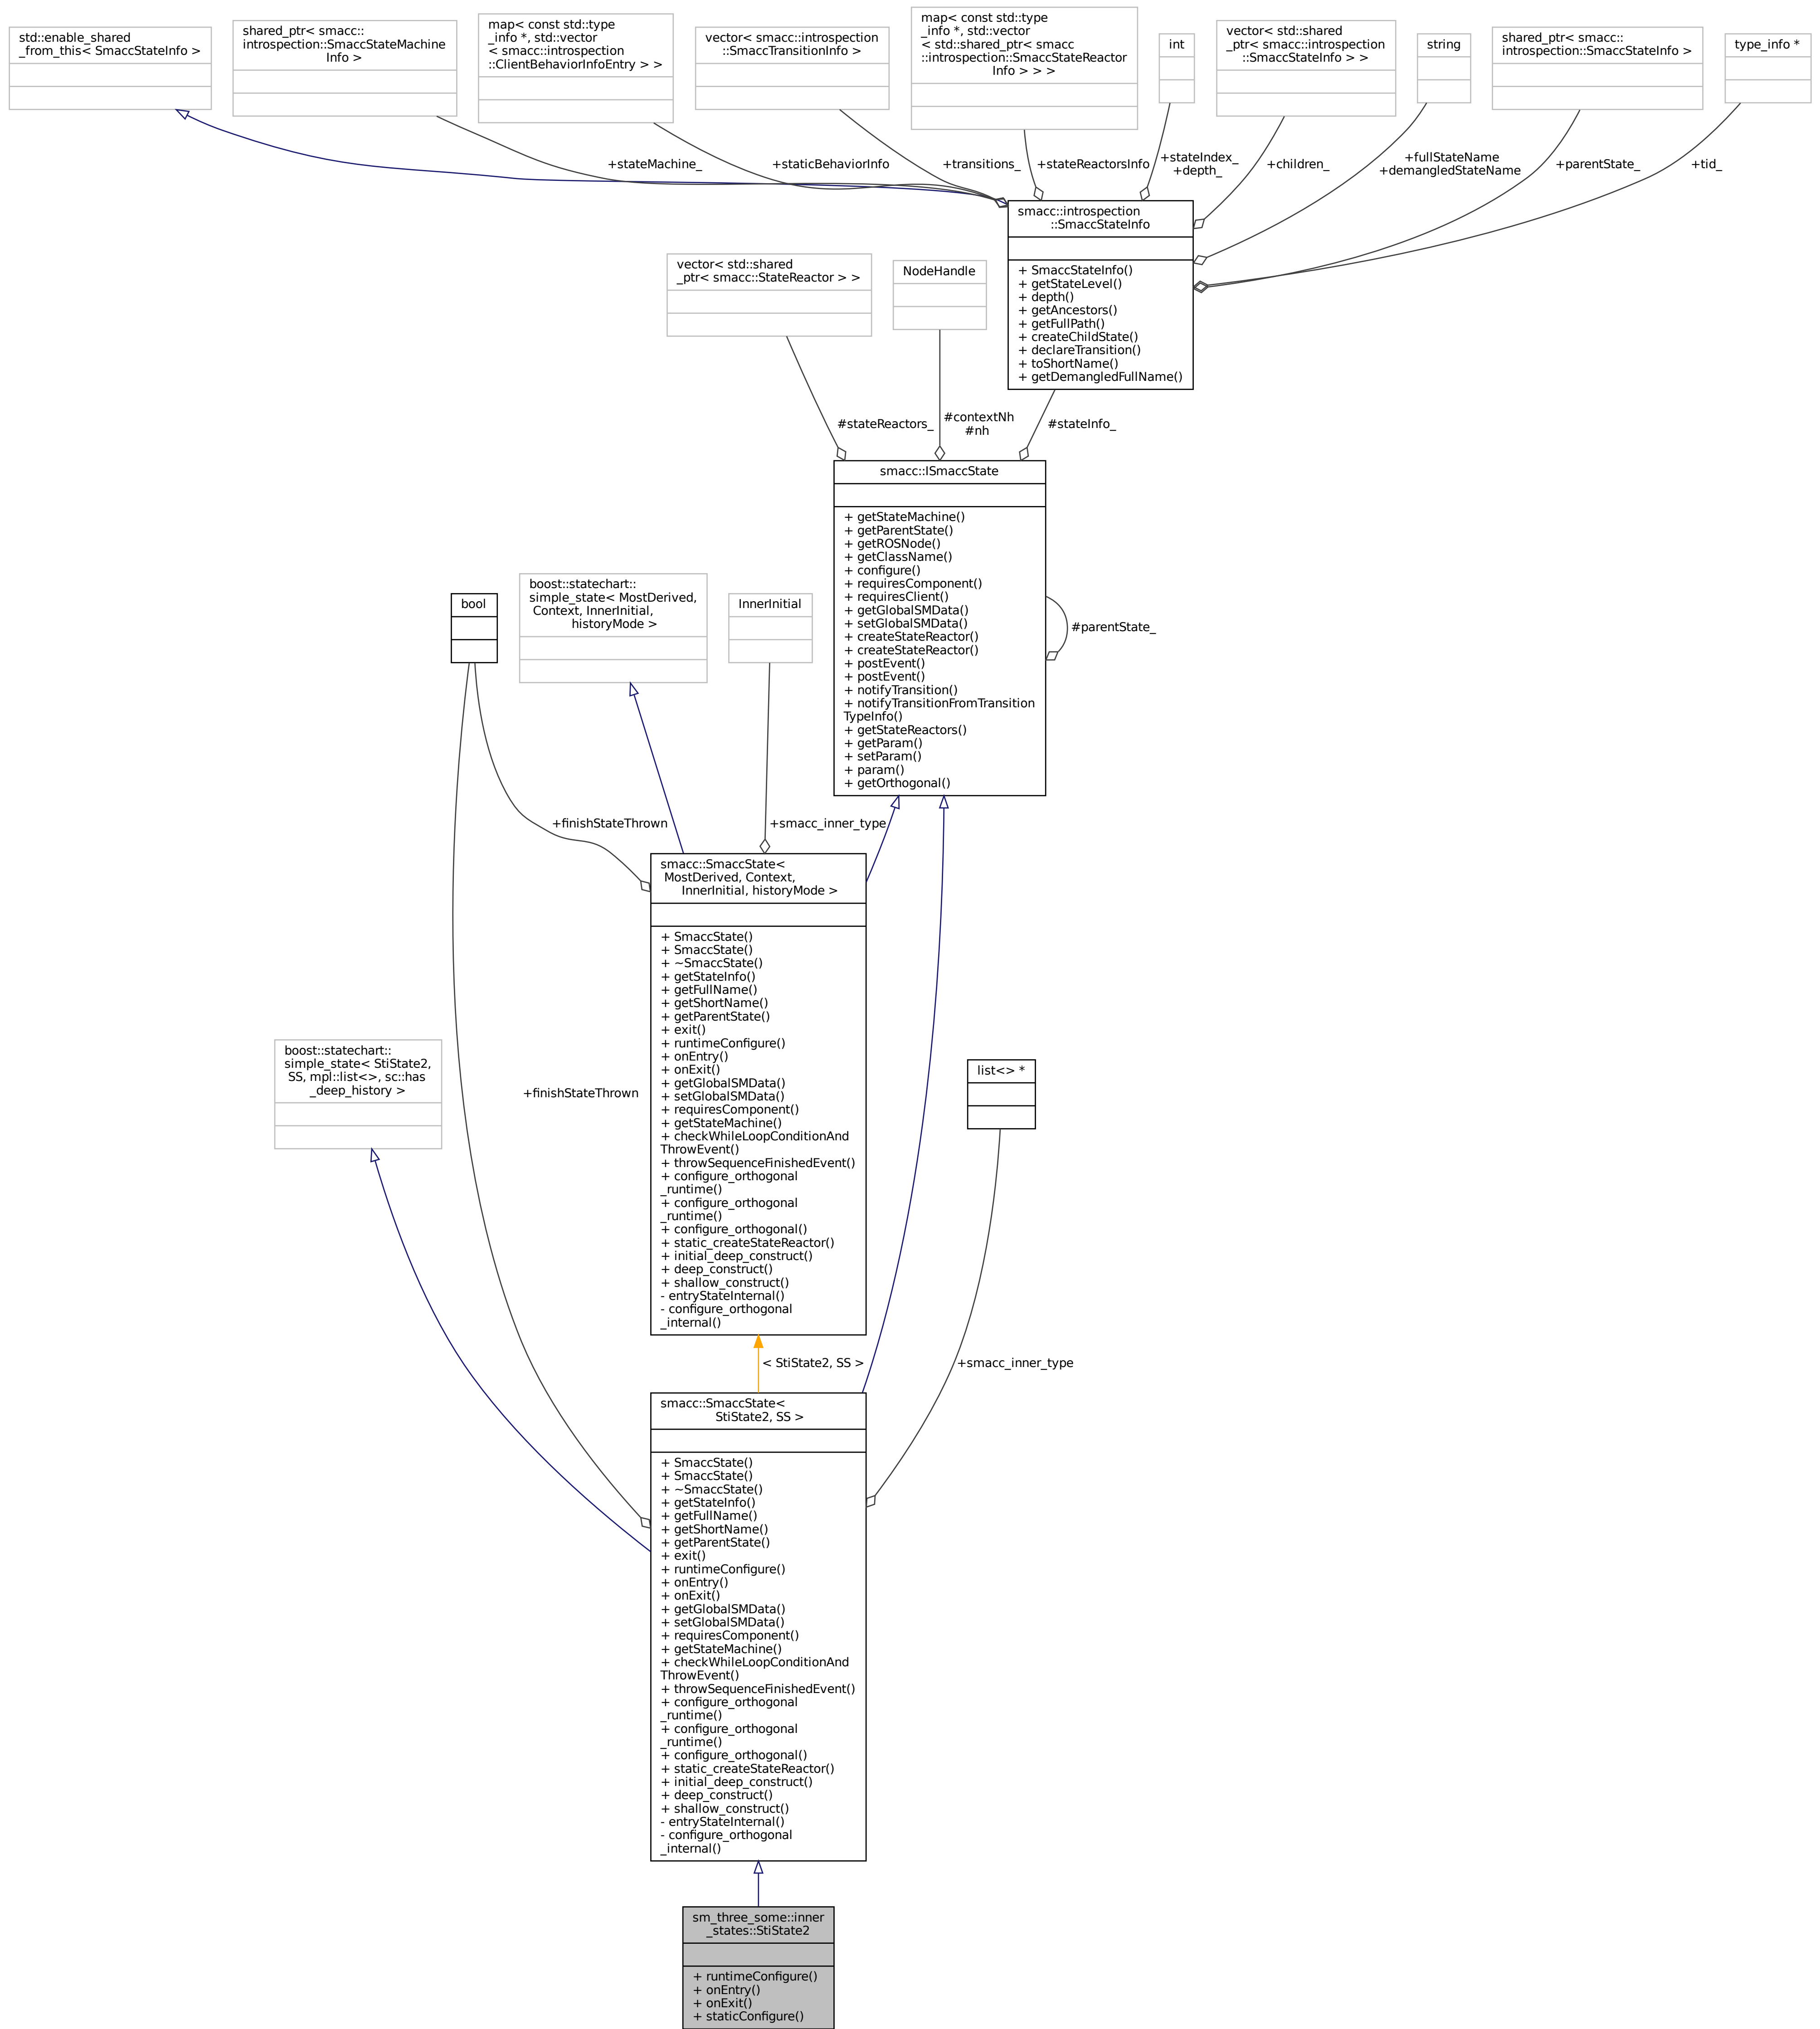 std::enable_shared
_from_this< SmaccStateInfo >
shared_ptr< smacc::
introspection::SmaccStateMachine
Info >
map< const std::type
_info *, std::vector
< smacc::introspection
::ClientBehaviorInfoEntry > >
vector< smacc::introspection
::SmaccTransitionInfo >
map< const std::type
_info *, std::vector
< std::shared_ptr< smacc
::introspection::SmaccStateReactor
Info > > >
int
vector< std::shared
_ptr< smacc::introspection
::SmaccStateInfo > >
string
shared_ptr< smacc::
introspection::SmaccStateInfo >
type_info *
+stateMachine_
+staticBehaviorInfo
+transitions_
+stateReactorsInfo
+stateIndex_
+depth_
+children_
+fullStateName
+demangledStateName
+parentState_
+tid_
smacc::introspection
::SmaccStateInfo
+ SmaccStateInfo()
+ getStateLevel()
+ depth()
+ getAncestors()
+ getFullPath()
+ createChildState()
+ declareTransition()
+ toShortName()
+ getDemangledFullName()
vector< std::shared
_ptr< smacc::StateReactor > >
NodeHandle
#stateReactors_
#contextNh
#nh
#stateInfo_
smacc::ISmaccState
+ getStateMachine()
+ getParentState()
+ getROSNode()
+ getClassName()
+ configure()
+ requiresComponent()
+ requiresClient()
+ getGlobalSMData()
+ setGlobalSMData()
+ createStateReactor()
+ createStateReactor()
+ postEvent()
+ postEvent()
+ notifyTransition()
+ notifyTransitionFromTransition
TypeInfo()
+ getStateReactors()
+ getParam()
+ setParam()
+ param()
+ getOrthogonal()
#parentState_
bool
boost::statechart::
simple_state< MostDerived,
Context, InnerInitial,
historyMode >
InnerInitial
+finishStateThrown
+smacc_inner_type
smacc::SmaccState<
MostDerived, Context,
InnerInitial, historyMode >
+ SmaccState()
+ SmaccState()
+ ~SmaccState()
+ getStateInfo()
+ getFullName()
+ getShortName()
+ getParentState()
+ exit()
+ runtimeConfigure()
+ onEntry()
+ onExit()
+ getGlobalSMData()
+ setGlobalSMData()
+ requiresComponent()
+ getStateMachine()
+ checkWhileLoopConditionAnd
ThrowEvent()
+ throwSequenceFinishedEvent()
+ configure_orthogonal
_runtime()
+ configure_orthogonal
_runtime()
+ configure_orthogonal()
+ static_createStateReactor()
+ initial_deep_construct()
+ deep_construct()
+ shallow_construct()
- entryStateInternal()
- configure_orthogonal
_internal()
boost::statechart::
simple_state< StiState2,
SS, mpl::list<>, sc::has
_deep_history >
+finishStateThrown
list<> *
< StiState2, SS >
+smacc_inner_type
smacc::SmaccState<
StiState2, SS >
+ SmaccState()
+ SmaccState()
+ ~SmaccState()
+ getStateInfo()
+ getFullName()
+ getShortName()
+ getParentState()
+ exit()
+ runtimeConfigure()
+ onEntry()
+ onExit()
+ getGlobalSMData()
+ setGlobalSMData()
+ requiresComponent()
+ getStateMachine()
+ checkWhileLoopConditionAnd
ThrowEvent()
+ throwSequenceFinishedEvent()
+ configure_orthogonal
_runtime()
+ configure_orthogonal
_runtime()
+ configure_orthogonal()
+ static_createStateReactor()
+ initial_deep_construct()
+ deep_construct()
+ shallow_construct()
- entryStateInternal()
- configure_orthogonal
_internal()
sm_three_some::inner
_states::StiState2
+ runtimeConfigure()
+ onEntry()
+ onExit()
+ staticConfigure()